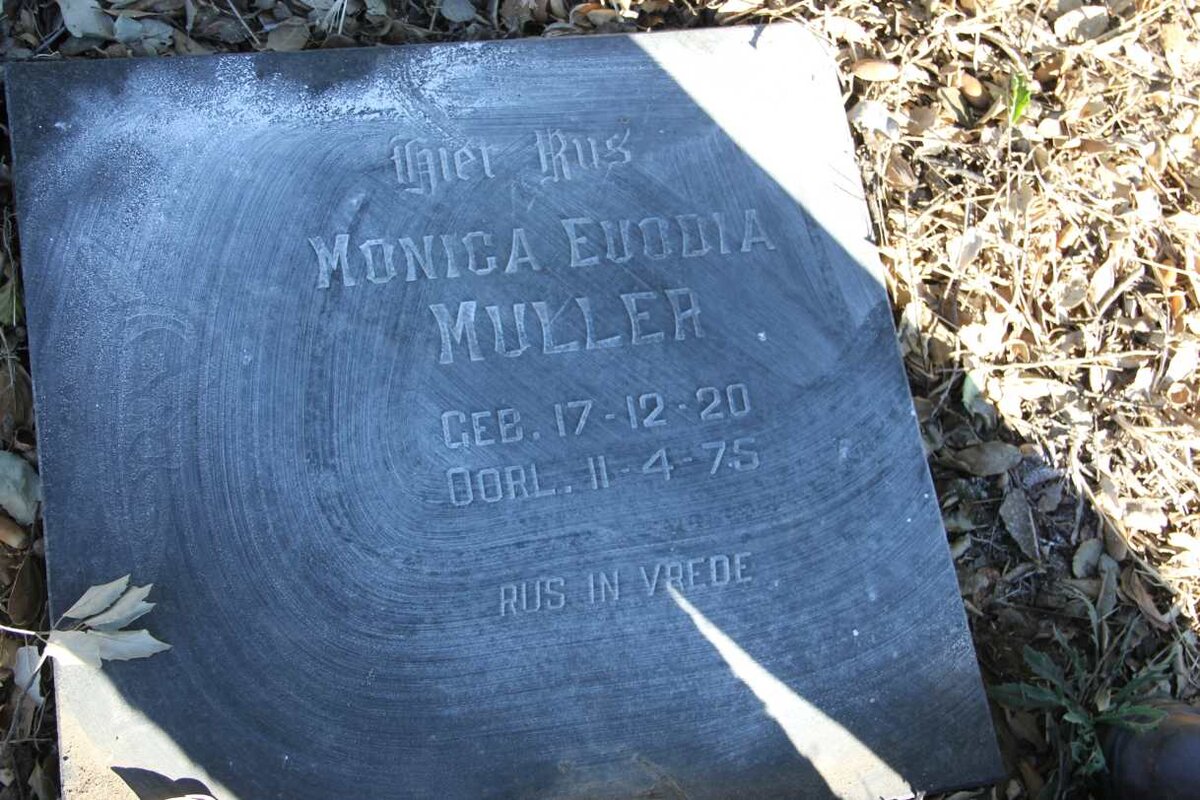 Hier Rus
MONICA EUODIA
MULLER
GEB. 17-12-20
OORL. 11-4-75
RUS IN VREDE.